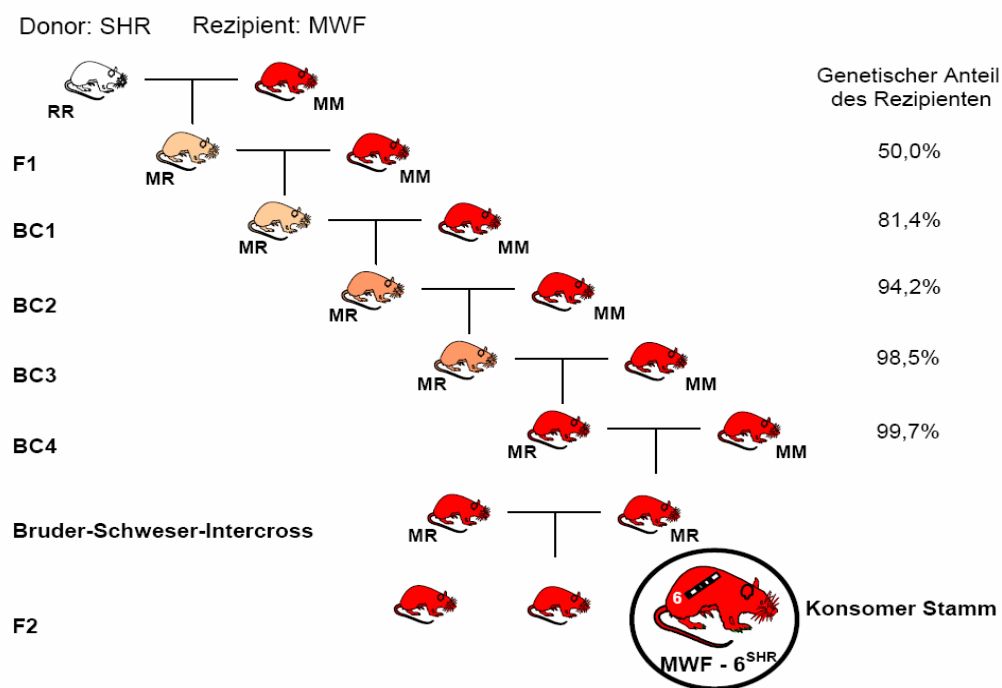 Donor: SHR Rezipient: MWF
Genetischer Anteil
des Rezipienten
RR
MM
F1
MR
MM
50,0%
BC1
MR
MM
81,4%
BC2
MR
MM
94,2%
BC3
MR
MM
98,5%
BC4
MR
MM
99,7%
Bruder-Schweser-Intercross
MR
MR
F2
6
Konsomer Stamm
MWF - 6SHR